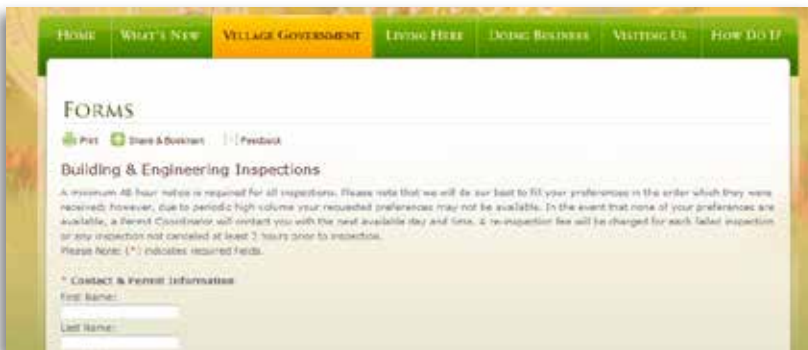 HOME WHAT'S NEW VILLAGE GOVERNMENT LIVING HERE DOING BUSINESS VISITING US HOW DO I?
FORMS
Print Share & Bookmark Feedback
Building & Engineering Inspections
A minimum 48 hour notice is required for all inspections. Please note that we will do our best to fill your preferences in the order which they were
received; however, due to periodic high volume your requested preferences may not be available. In the event that none of your preferences are
available, a Permit Coordinator will contact you with the next available day and time. A re-inspection fee will be charged for each failed inspection
or any inspection not canceled at least 2 hours prior to inspection.
Please Note: (*) indicates required fields.
* Contact & Permit Information
First Name:
Last Name: